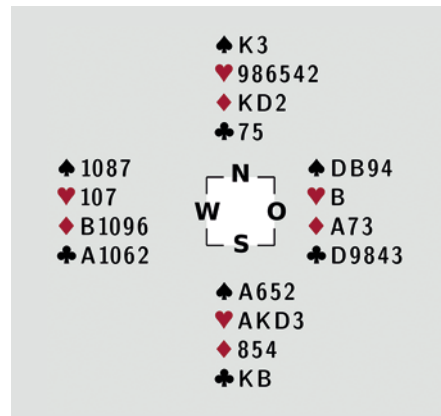 ♠ K3
♥ 986542
♦ KD2
♣ 75
♠ 1087
♥ 107
♦ B1096
♣ A1062
N
W O
S
♠ DB94
♥ B
♦ A73
♣ D9843
♠ A652
♥ AKD3
♦ 854
♣ KB